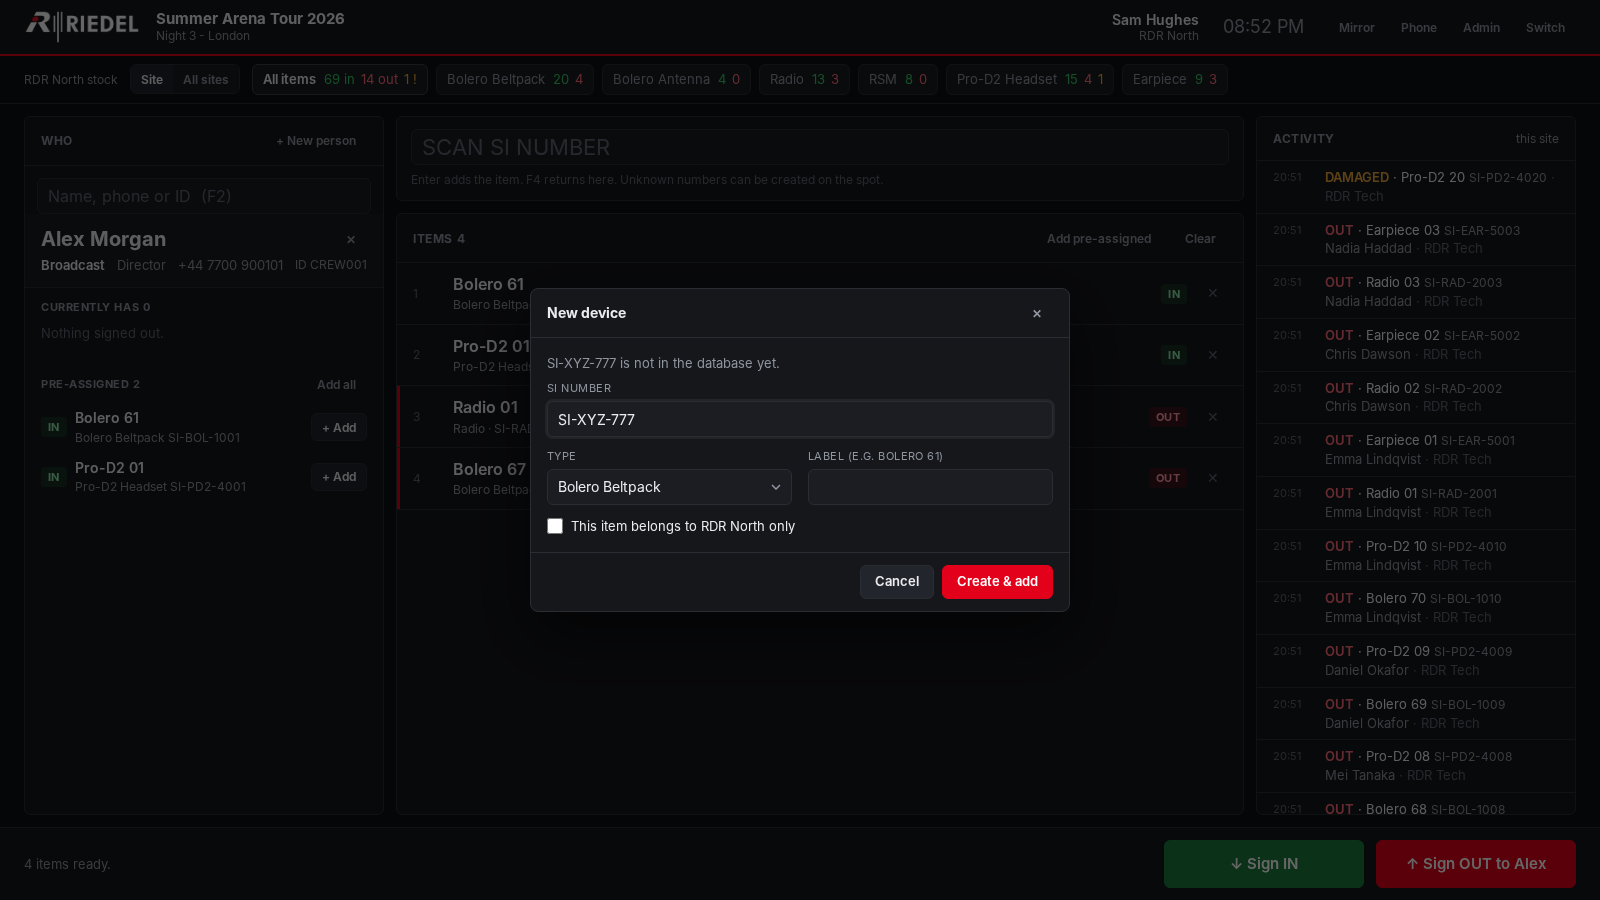 RIEDEL
Summer Arena Tour 2026
Night 3 - London
Sam Hughes
RDR North
08:52 PM
Mirror
Phone
Admin
Switch
RDR North stock
Site
All sites
All items 69 in 14 out 1 !
Bolero Beltpack 20 4
Bolero Antenna 4 0
Radio 13 3
RSM 8 0
Pro-D2 Headset 15 4 1
Earpiece 9 3
WHO
+ New person
Name, phone or ID (F2)
Alex Morgan
×
Broadcast Director +44 7700 900101 ID CREW001
CURRENTLY HAS 0
Nothing signed out.
PRE-ASSIGNED 2
Add all
IN
Bolero 61
Bolero Beltpack SI-BOL-1001
+ Add
IN
Pro-D2 01
Pro-D2 Headset SI-PD2-4001
+ Add
SCAN SI NUMBER
Enter adds the item. F4 returns here. Unknown numbers can be created on the spot.
ITEMS 4
Add pre-assigned
Clear
1
Bolero 61
Bolero Beltpa
IN
×
2
Pro-D2 01
Pro-D2 Heads
IN
×
3
Radio 01
Radio · SI-RAD
OUT
×
4
Bolero 67
Bolero Beltpa
OUT
×
New device
×
SI-XYZ-777 is not in the database yet.
SI NUMBER
SI-XYZ-777
TYPE
Bolero Beltpack
LABEL (E.G. BOLERO 61)
This item belongs to RDR North only
Cancel
Create & add
ACTIVITY
this site
20:51 DAMAGED · Pro-D2 20 SI-PD2-4020 ·
RDR Tech
20:51 OUT · Earpiece 03 SI-EAR-5003
Nadia Haddad · RDR Tech
20:51 OUT · Radio 03 SI-RAD-2003
Nadia Haddad · RDR Tech
20:51 OUT · Earpiece 02 SI-EAR-5002
Chris Dawson · RDR Tech
20:51 OUT · Radio 02 SI-RAD-2002
Chris Dawson · RDR Tech
20:51 OUT · Earpiece 01 SI-EAR-5001
Emma Lindqvist · RDR Tech
20:51 OUT · Radio 01 SI-RAD-2001
Emma Lindqvist · RDR Tech
20:51 OUT · Pro-D2 10 SI-PD2-4010
Emma Lindqvist · RDR Tech
20:51 OUT · Bolero 70 SI-BOL-1010
Emma Lindqvist · RDR Tech
20:51 OUT · Pro-D2 09 SI-PD2-4009
Daniel Okafor · RDR Tech
20:51 OUT · Bolero 69 SI-BOL-1009
Daniel Okafor · RDR Tech
20:51 OUT · Pro-D2 08 SI-PD2-4008
Mei Tanaka · RDR Tech
20:51 OUT · Bolero 68 SI-BOL-1008
4 items ready.
↓ Sign IN
↑ Sign OUT to Alex